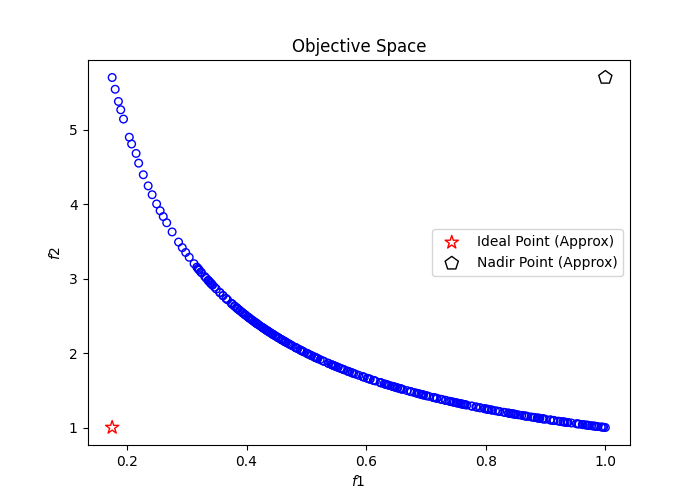 Objective Space
5
4
3
2
1
f2
Ideal Point (Approx)
Nadir Point (Approx)
0.2 0.4 0.6 0.8 1.0
f1